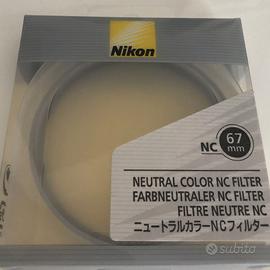 Nikon
NC 67 mm
NEUTRAL COLOR NC FILTER
FARBNEUTRALER NC FILTER
FILTRE NEUTRE NC
ニュートラルカラーNCフィルター
subito